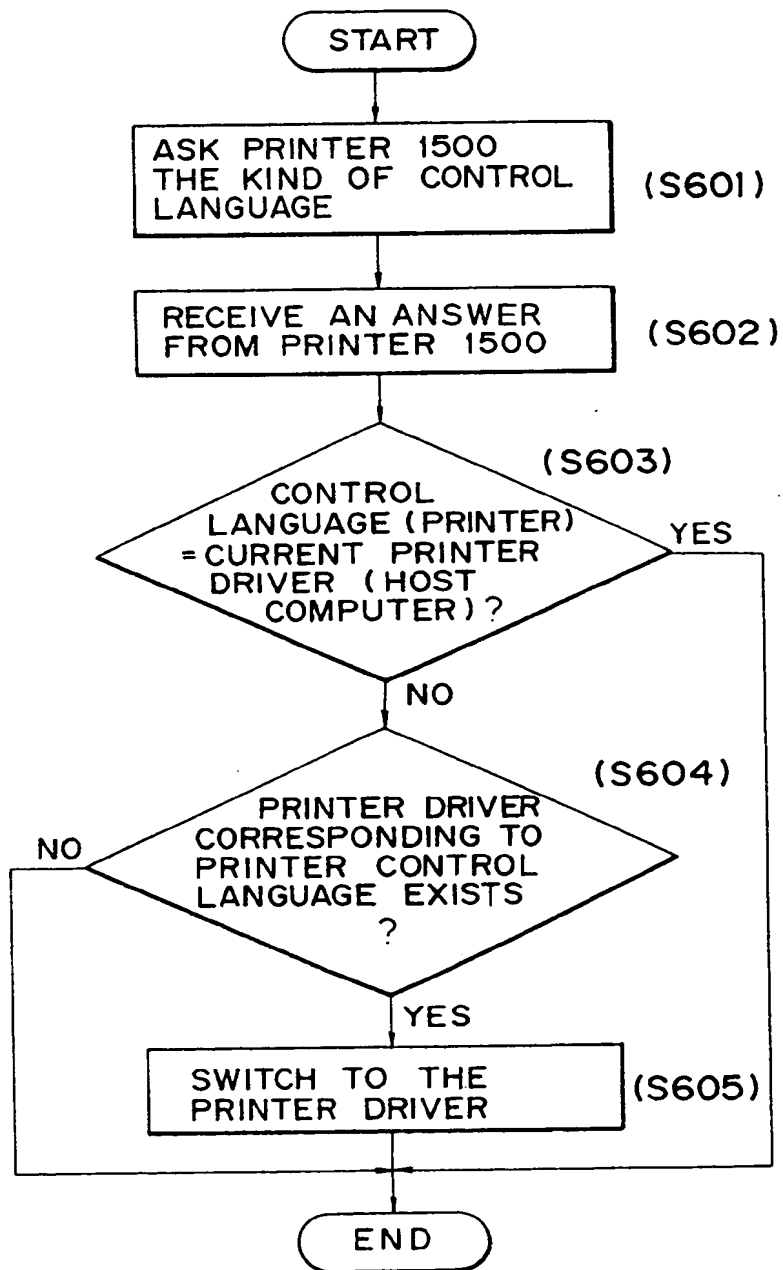 START
ASK PRINTER 1500
THE KIND OF CONTROL
LANGUAGE
(S601)
RECEIVE AN ANSWER
FROM PRINTER 1500
(S602)
(S603)
CONTROL
LANGUAGE (PRINTER)
= CURRENT PRINTER
DRIVER (HOST
COMPUTER)?
YES
NO
(S604)
PRINTER DRIVER
CORRESPONDING TO
PRINTER CONTROL
LANGUAGE EXISTS
?
NO
YES
SWITCH TO THE
PRINTER DRIVER
(S605)
END